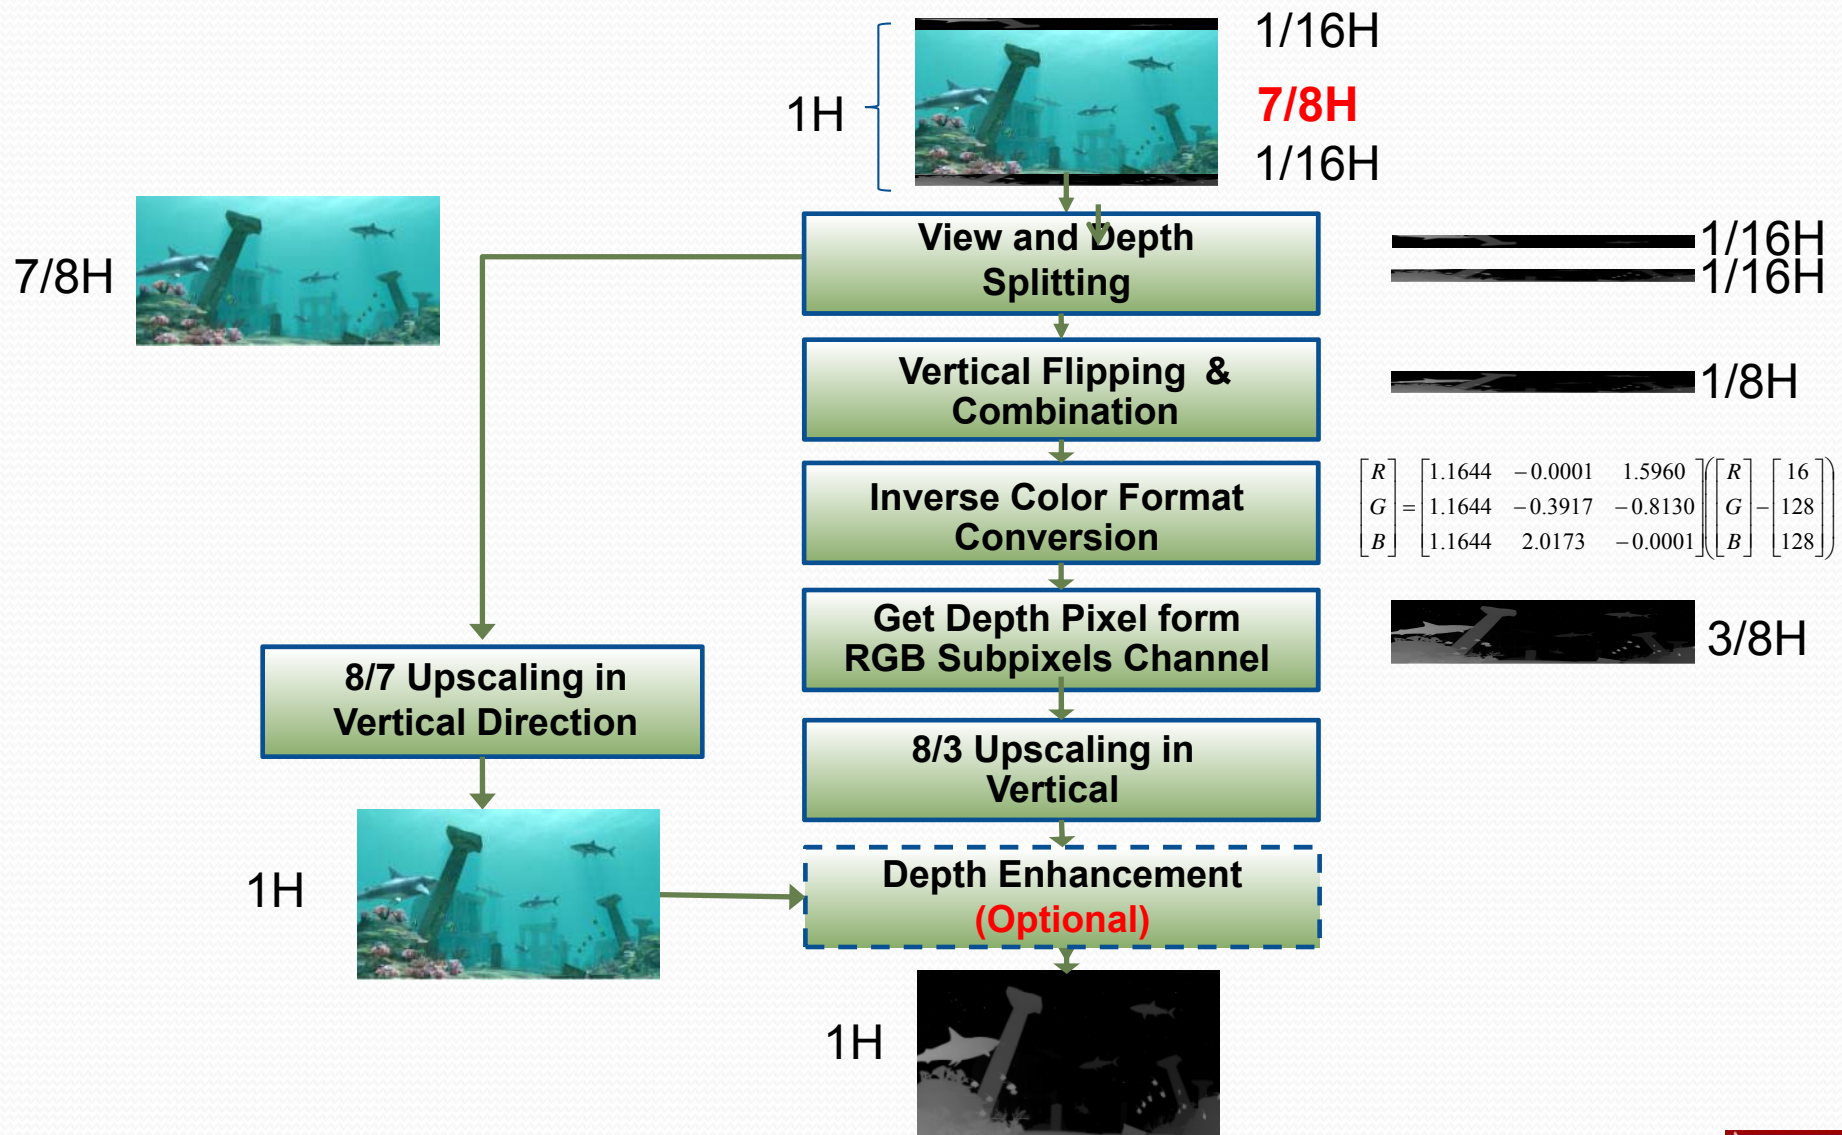 1/16H
1H
7/8H
1/16H
View and Depth
Splitting
1/16H
1/16H
7/8H
Vertical Flipping &
Combination
1/8H
Inverse Color Format
Conversion
[R] [1.1644 −0.0001 1.5960] ([R] [16])
[G] = [1.1644 −0.3917 −0.8130] ([G] − [128])
[B] [1.1644 2.0173 −0.0001] ([B] [128])
Get Depth Pixel form
RGB Subpixels Channel
3/8H
8/7 Upscaling in
Vertical Direction
8/3 Upscaling in
Vertical
1H
Depth Enhancement
(Optional)
1H